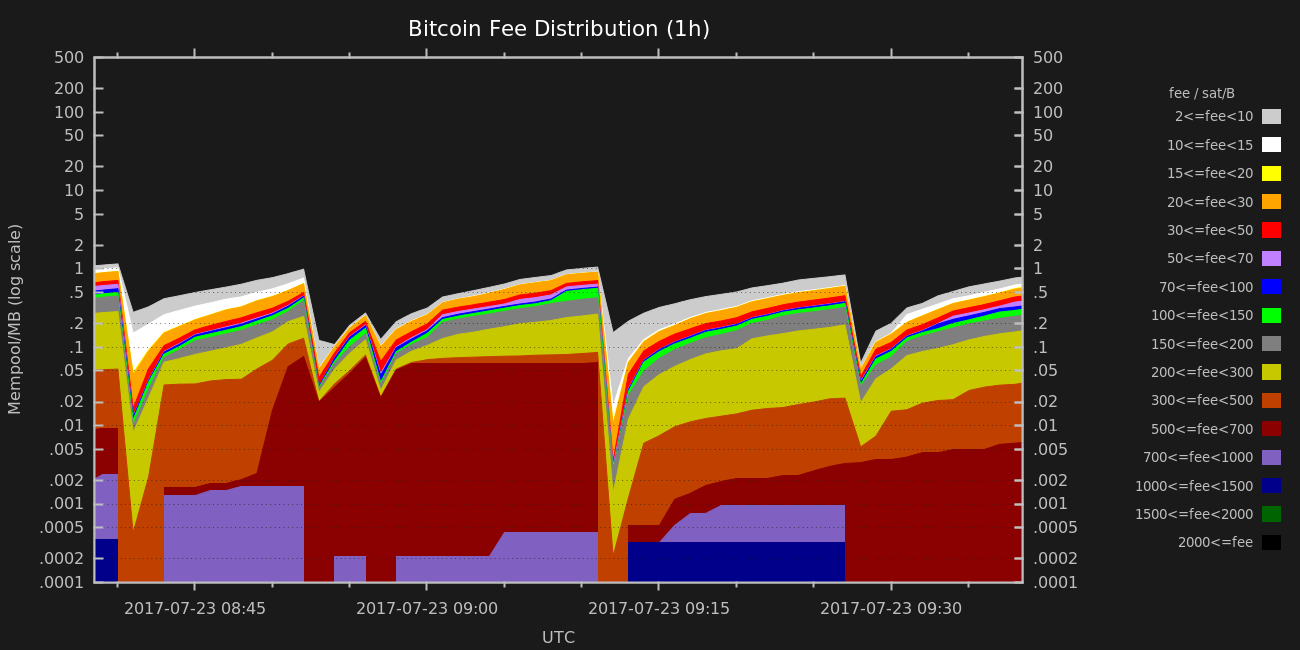 Bitcoin Fee Distribution (1h)
Mempool/MB (log scale)
500
200
100
50
20
10
5
2
1
.5
.2
.1
.05
.02
.01
.005
.002
.001
.0005
.0002
.0001
500
200
100
50
20
10
5
2
1
.5
.2
.1
.05
.02
.01
.005
.002
.001
.0005
.0002
.0001
2017-07-23 08:45
2017-07-23 09:00
2017-07-23 09:15
2017-07-23 09:30
UTC
fee / sat/B
2<=fee<10
10<=fee<15
15<=fee<20
20<=fee<30
30<=fee<50
50<=fee<70
70<=fee<100
100<=fee<150
150<=fee<200
200<=fee<300
300<=fee<500
500<=fee<700
700<=fee<1000
1000<=fee<1500
1500<=fee<2000
2000<=fee